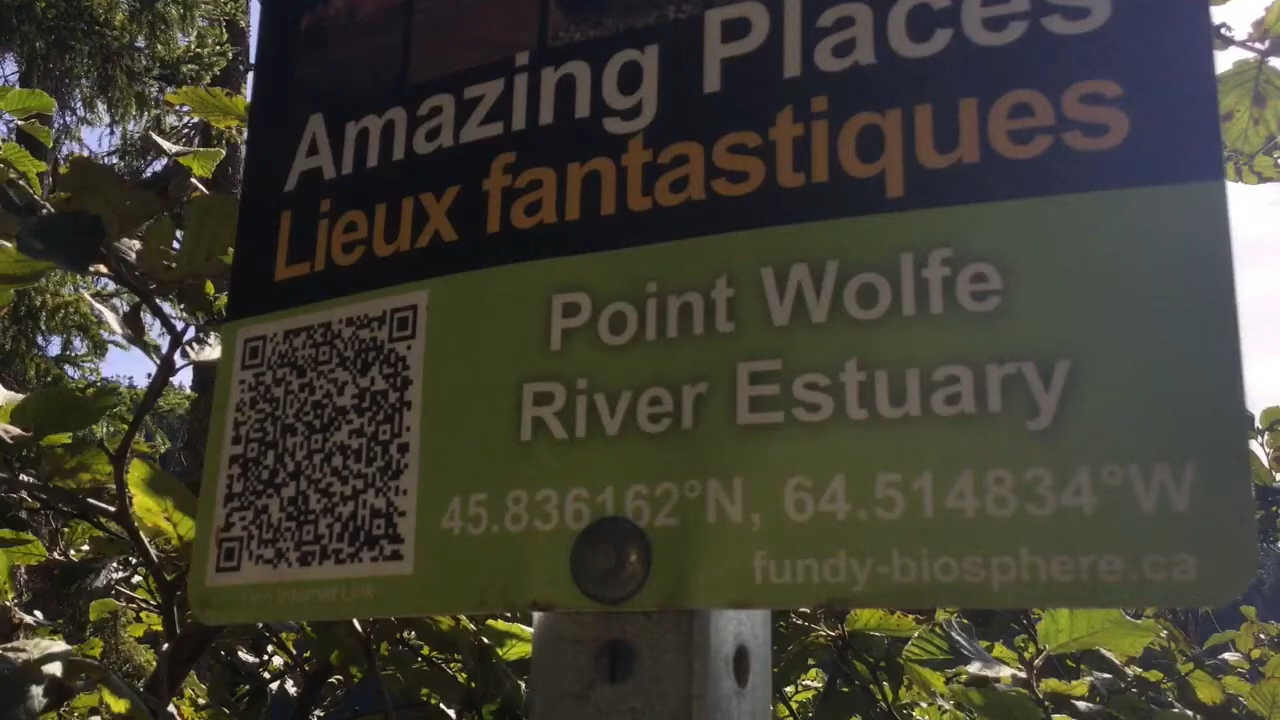 Amazing Places
Lieux fantastiques
Point Wolfe
River Estuary
45.836162°N, 64.514834°W
fundy-biosphere.ca